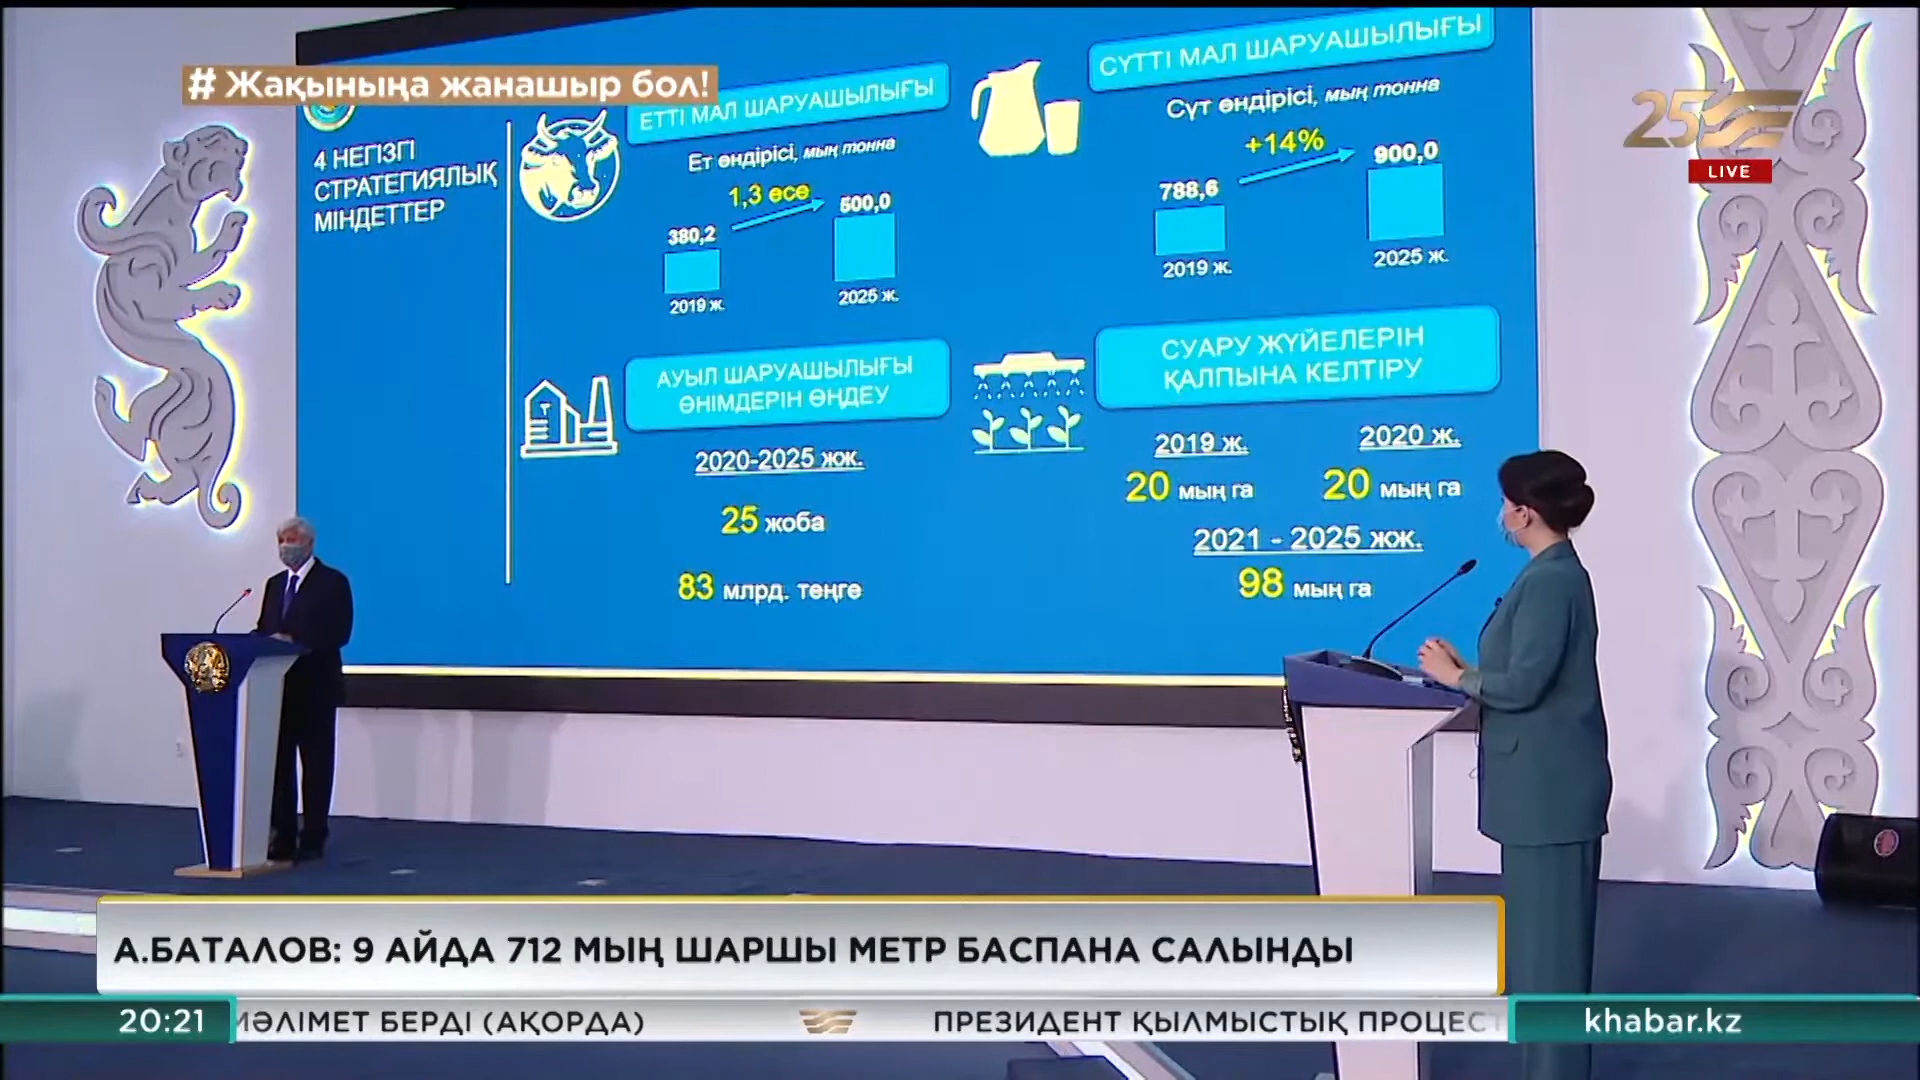 # Жақыныңа жанашыр бол!
25
LIVE
4 НЕГІЗГІ
СТРАТЕГИЯЛЫҚ
МІНДЕТТЕР
ЕТТІ МАЛ ШАРУАШЫЛЫҒЫ
Ет өндірісі, мың тонна
1,3 есе
380,2
500,0
2019 ж.
2025 ж.
СҮТТІ МАЛ ШАРУАШЫЛЫҒЫ
Сүт өндірісі, мың тонна
+14%
788,6
900,0
2019 ж.
2025 ж.
АУЫЛ ШАРУАШЫЛЫҒЫ
ӨНІМДЕРІН ӨҢДЕУ
2020-2025 жж.
25 жоба
83 млрд. теңге
СУАРУ ЖҮЙЕЛЕРІН
ҚАЛПЫНА КЕЛТІРУ
2019 ж.
2020 ж.
20 мың га
20 мың га
2021 - 2025 жж.
98 мың га
А.БАТАЛОВ: 9 АЙДА 712 МЫҢ ШАРШЫ МЕТР БАСПАНА САЛЫНДЫ
20:21
МӘЛІМЕТ БЕРДІ (АҚОРДА)
ПРЕЗИДЕНТ ҚЫЛМЫСТЫҚ ПРОЦЕСТ
khabar.kz